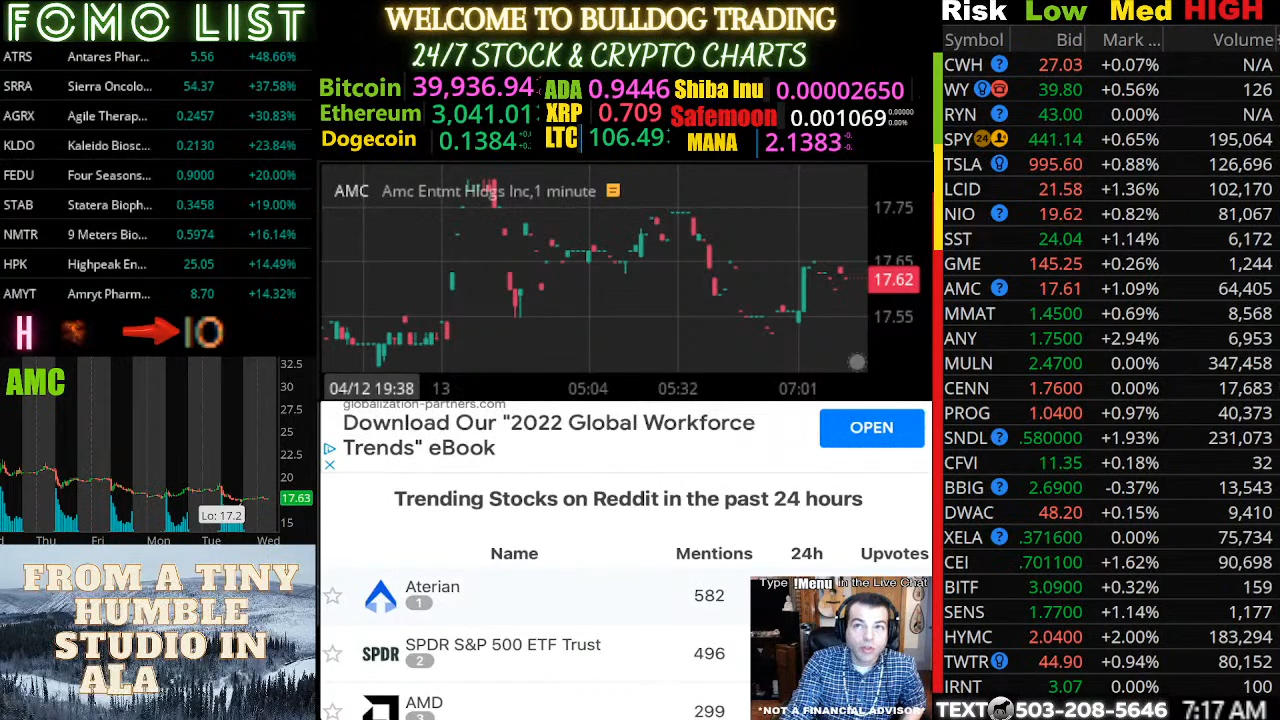 FOMO LIST
ATRS Antares Phar... 5.56 +48.66%
SRRA Sierra Oncolo... 54.37 +37.58%
AGRX Agile Therap... 0.2457 +30.83%
KLDO Kaleido Biosc... 0.2130 +23.84%
FEDU Four Seasons... 0.9000 +20.00%
STAB Statera Bioph... 0.3458 +19.00%
NMTR 9 Meters Bio... 0.5974 +16.14%
HPK Highpeak En... 25.05 +14.49%
AMYT Amryt Pharm... 8.70 +14.32%
H 10
AMC
32.5
30
27.5
25
22.5
20
17.63
15
Lo: 17.2
Thu Fri Mon Tue Wed
FROM A TINY
HUMBLE
STUDIO IN
ALA
WELCOME TO BULLDOG TRADING
24/7 STOCK & CRYPTO CHARTS
Bitcoin 39,936.94 ADA 0.9446 Shiba Inu 0.00002650
Ethereum 3,041.01 XRP 0.709 Safemoon 0.001069 0.00000 0.00%
Dogecoin 0.1384 LTC 106.49 MANA 2.1383
AMC Amc Entmt Hldgs Inc,1 minute
17.75
17.65
17.62
17.55
04/12 19:38 13 05:04 05:32 07:01
globalization-partners.com
Download Our "2022 Global Workforce
Trends" eBook
OPEN
Trending Stocks on Reddit in the past 24 hours
Name Mentions 24h Upvotes
Aterian
1
582
SPDR SPDR S&P 500 ETF Trust
2
496
AMD
3
299
Type !Menu in the Live Chat
*NOT A FINANCIAL ADVISOR*
Risk Low Med HIGH
Symbol Bid Mark ... Volume
CWH 27.03 +0.07% N/A
WY 39.80 +0.56% 126
RYN 43.00 0.00% N/A
SPY 24 441.14 +0.65% 195,064
TSLA 995.60 +0.88% 126,696
LCID 21.58 +1.36% 102,170
NIO 19.62 +0.82% 81,067
SST 24.04 +1.14% 6,172
GME 145.25 +0.26% 1,244
AMC 17.61 +1.09% 64,405
MMAT 1.4500 +0.69% 8,568
ANY 1.7500 +2.94% 6,953
MULN 2.4700 0.00% 347,458
CENN 1.7600 0.00% 17,683
PROG 1.0400 +0.97% 40,373
SNDL .580000 +1.93% 231,073
CFVI 11.35 +0.18% 32
BBIG 2.6900 -0.37% 13,543
DWAC 48.20 +0.15% 9,410
XELA .371600 0.00% 75,734
CEI .701100 +1.62% 90,698
BITF 3.0900 +0.32% 159
SENS 1.7700 +1.14% 1,177
HYMC 2.0400 +2.00% 183,294
TWTR 44.90 +0.94% 80,152
IRNT 3.07 0.00% 100
TEXT 503-208-5646 7:17 AM